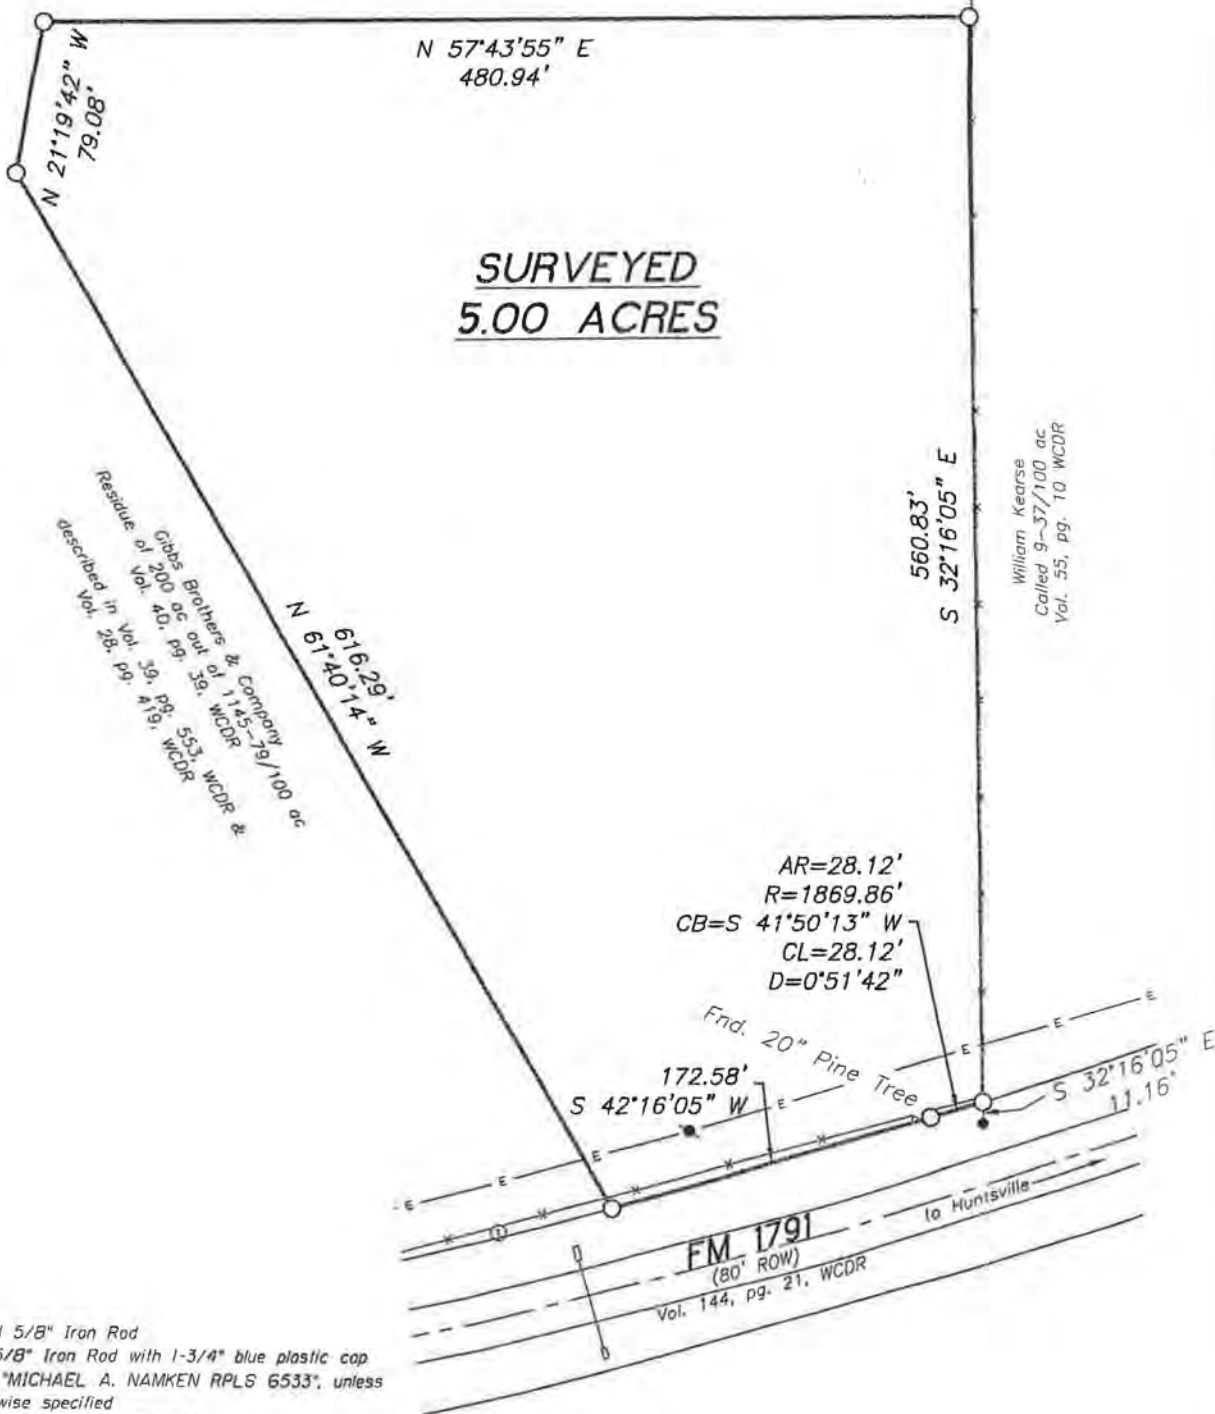 N 57°43'55" E
480.94'
N 21°19'42" W
79.08'
SURVEYED
5.00 ACRES
560.83'
S 32°16'05" E
William Kearse
Called 9-37/100 ac
Vol. 55, pg. 10 WCDR
Gibbs Brothers & Company
Residue of 200 ac out of 1145-79/100 ac
Vol. 40, pg. 39, WCDR
described in Vol. 39, pg. 553, WCDR &
Vol. 28, pg. 419, WCDR
616.29'
N 61°40'14" W
AR=28.12'
R=1869.86'
CB=S 41°50'13" W
CL=28.12'
D=0°51'42"
Fnd. 20" Pine Tree
172.58'
S 42°16'05" W
S 32°16'05" E
11.16'
E E E E E E E
to Huntsville
FM 1791
(80' ROW)
Vol. 144, pg. 21, WCDR
5/8" Iron Rod
5/8" Iron Rod with 1-3/4" blue plastic cap
"MICHAEL A. NAMKEN RPLS 6533", unless
wise specified